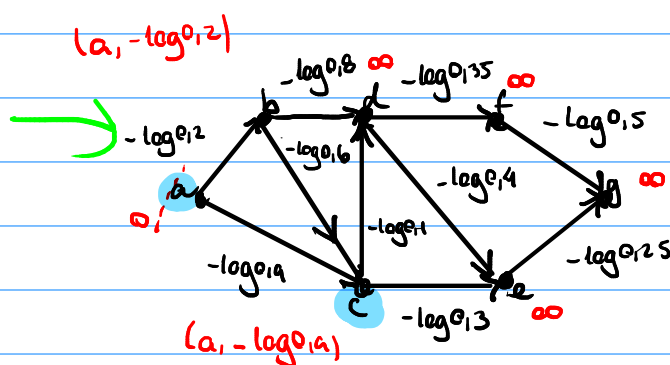 (a, -log0,2)
-log0,8 ∞ -log0,35 ∞
b d f
-log0,2 -log0,6 -log0,5
a -log0,4 g ∞
0,
-log0,1 -log0,25
-log0,9
c -log0,3 e ∞
(a, -log0,9)